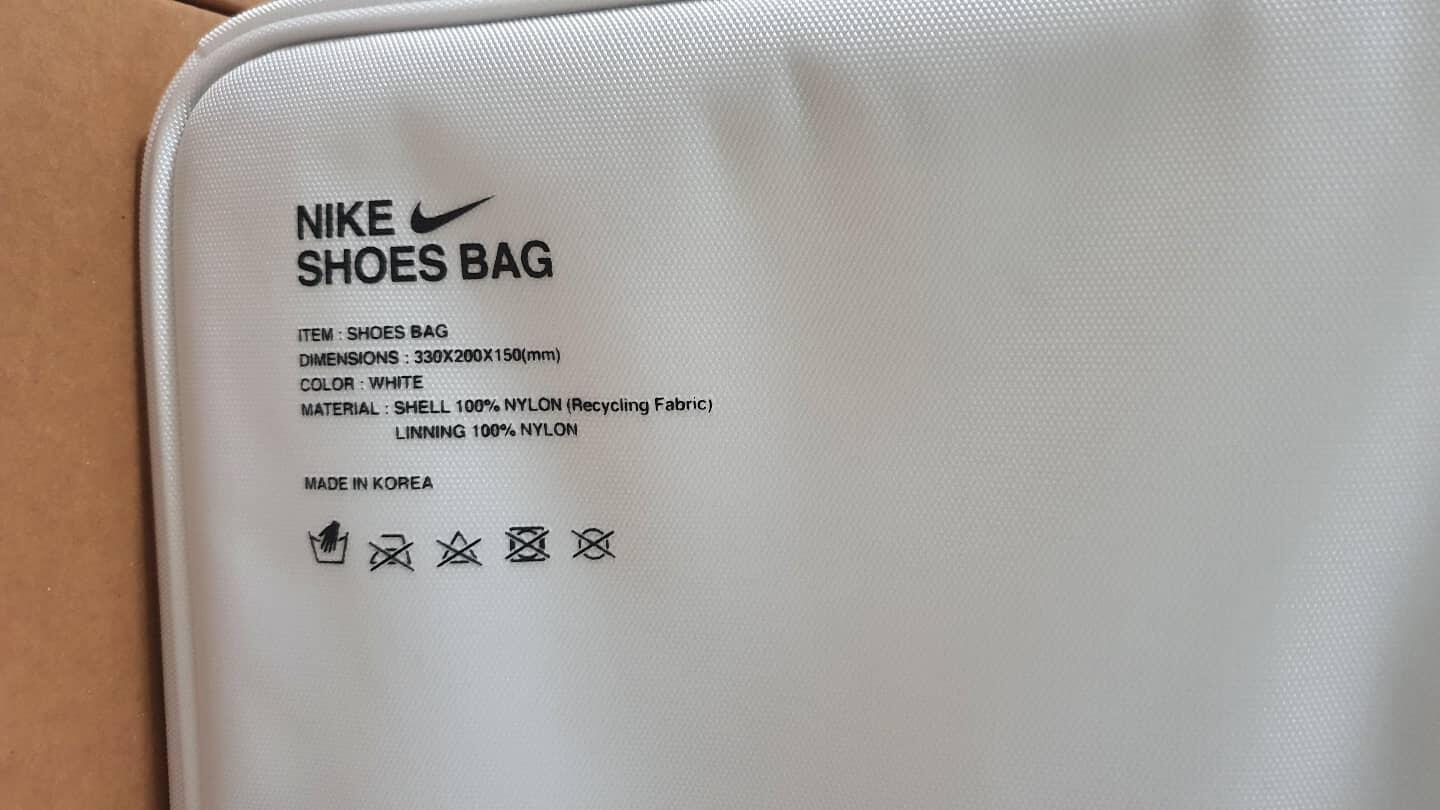 NIKE
SHOES BAG
ITEM : SHOES BAG
DIMENSIONS : 330X200X150(mm)
COLOR : WHITE
MATERIAL : SHELL 100% NYLON (Recycling Fabric)
LINNING 100% NYLON
MADE IN KOREA